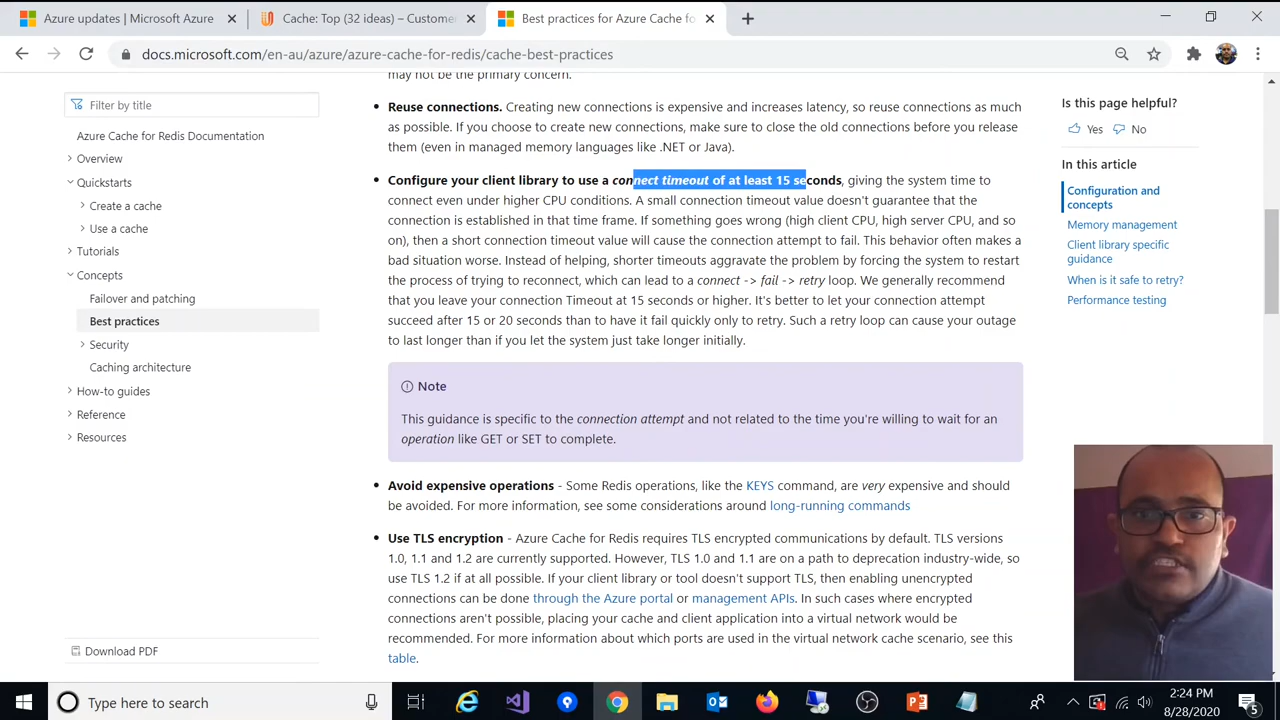 Azure updates | Microsoft Azure
Cache: Top (32 ideas) – Customer
Best practices for Azure Cache fo
docs.microsoft.com/en-au/azure/azure-cache-for-redis/cache-best-practices
Filter by title
Azure Cache for Redis Documentation
Overview
Quickstarts
Create a cache
Use a cache
Tutorials
Concepts
Failover and patching
Best practices
Security
Caching architecture
How-to guides
Reference
Resources
Download PDF
may not be the primary concern.
Reuse connections. Creating new connections is expensive and increases latency, so reuse connections as much
as possible. If you choose to create new connections, make sure to close the old connections before you release
them (even in managed memory languages like .NET or Java).
Configure your client library to use a connect timeout of at least 15 seconds, giving the system time to
connect even under higher CPU conditions. A small connection timeout value doesn't guarantee that the
connection is established in that time frame. If something goes wrong (high client CPU, high server CPU, and so
on), then a short connection timeout value will cause the connection attempt to fail. This behavior often makes a
bad situation worse. Instead of helping, shorter timeouts aggravate the problem by forcing the system to restart
the process of trying to reconnect, which can lead to a connect -> fail -> retry loop. We generally recommend
that you leave your connection Timeout at 15 seconds or higher. It's better to let your connection attempt
succeed after 15 or 20 seconds than to have it fail quickly only to retry. Such a retry loop can cause your outage
to last longer than if you let the system just take longer initially.
Note
This guidance is specific to the connection attempt and not related to the time you're willing to wait for an
operation like GET or SET to complete.
Avoid expensive operations - Some Redis operations, like the KEYS command, are very expensive and should
be avoided. For more information, see some considerations around long-running commands
Use TLS encryption - Azure Cache for Redis requires TLS encrypted communications by default. TLS versions
1.0, 1.1 and 1.2 are currently supported. However, TLS 1.0 and 1.1 are on a path to deprecation industry-wide, so
use TLS 1.2 if at all possible. If your client library or tool doesn't support TLS, then enabling unencrypted
connections can be done through the Azure portal or management APIs. In such cases where encrypted
connections aren't possible, placing your cache and client application into a virtual network would be
recommended. For more information about which ports are used in the virtual network cache scenario, see this
table.
Is this page helpful?
Yes
No
In this article
Configuration and
concepts
Memory management
Client library specific
guidance
When is it safe to retry?
Performance testing
Type here to search
2:24 PM
8/28/2020
5